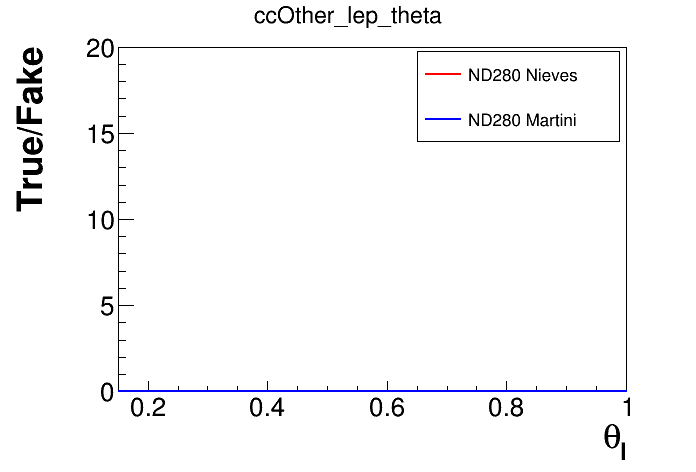 ccOther_lep_theta
True/Fake
20
15
10
5
0
ND280 Nieves
ND280 Martini
0.2 0.4 0.6 0.8 1
θl